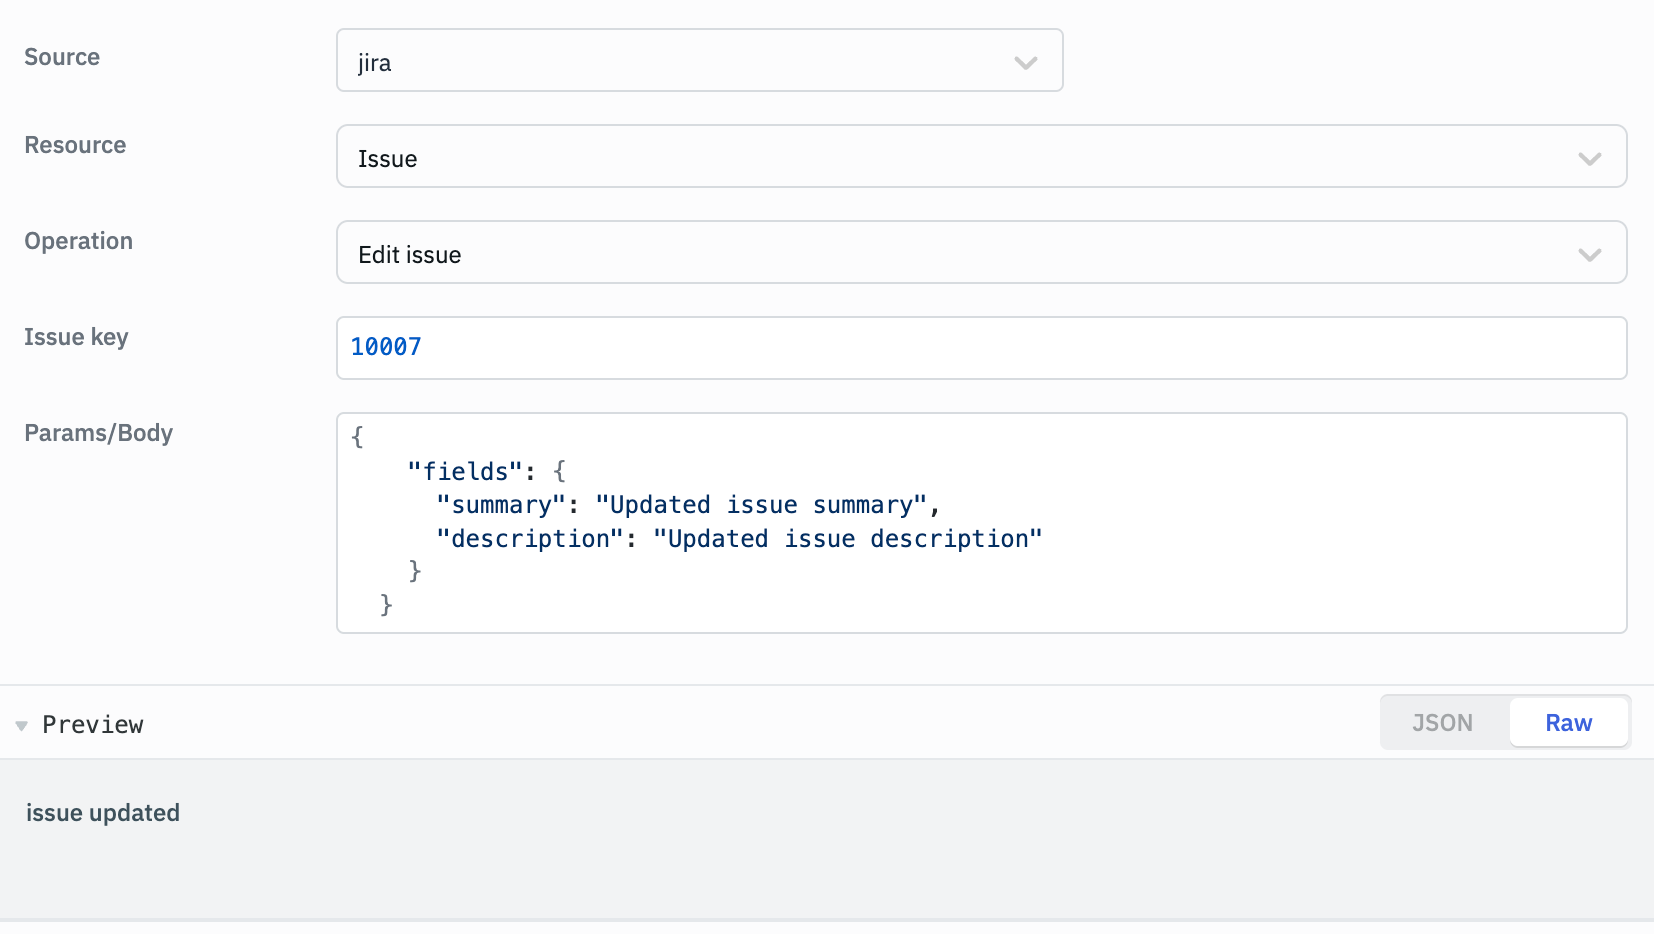 Source
jira
Resource
Issue
Operation
Edit issue
Issue key
10007
Params/Body
{
    "fields": {
      "summary": "Updated issue summary",
      "description": "Updated issue description"
    }
  }
Preview
JSON
Raw
issue updated